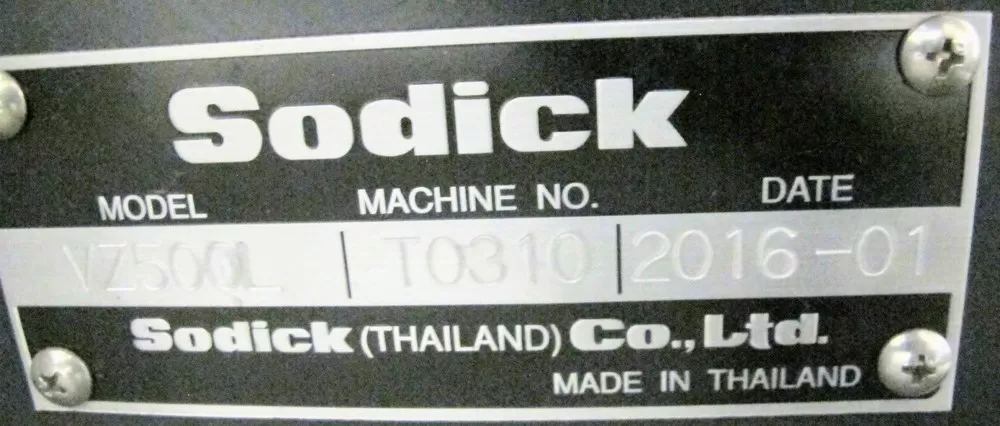 Sodick
MODEL MACHINE NO. DATE
VZ500L T0310 2016-01
Sodick (THAILAND) Co., Ltd.
MADE IN THAILAND